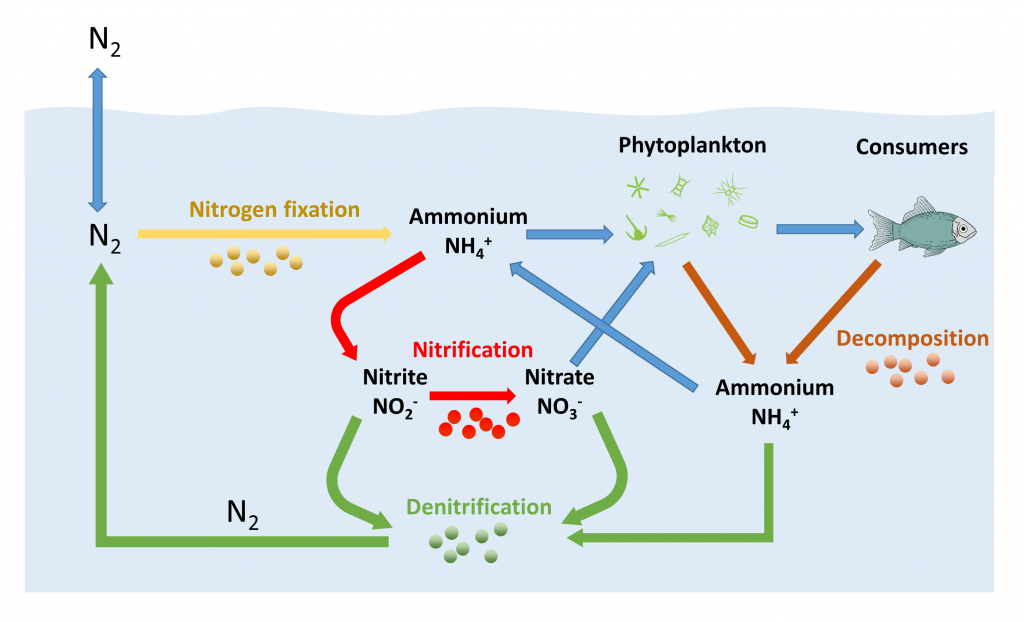 N₂
Phytoplankton
Consumers
Nitrogen fixation
Ammonium
NH₄⁺
N₂
Nitrification
Decomposition
Nitrite
NO₂⁻
Nitrate
NO₃⁻
Ammonium
NH₄⁺
Denitrification
N₂